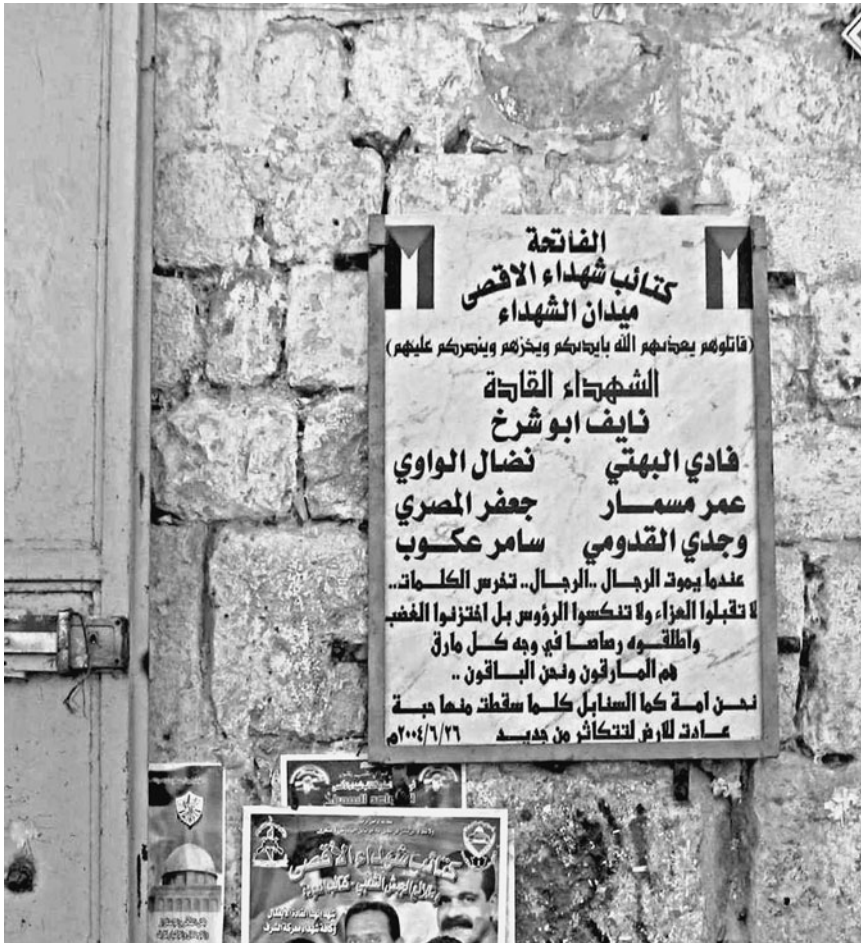 الفاتحة
كتائب شهداء الاقصى
ميدان الشهداء
(قاتلوهم يعذبهم الله بايديكم ويخزهم وينصركم عليهم)
الشهداء القادة
نايف ابو شرخ
فادي البهتي نضال الواوي
عمر مسمار جعفر المصري
وجدي القدومي سامر عكوب
عندما يموت الرجال ..الرجال.. تخرس الكلمات..
لا تقبلوا العزاء ولا تنكسوا الرؤوس بل اختزنوا الغضب
واطلقوه رصاصا في وجه كل مارق
هم المارقون ونحن الباقون ..
نحن امة كما السنابل كلما سقطت منها حبة
عادت للارض لتتكاثر من جديد ٢٠٠٤/٦/٢٦م
كتائب شهداء الاقصى